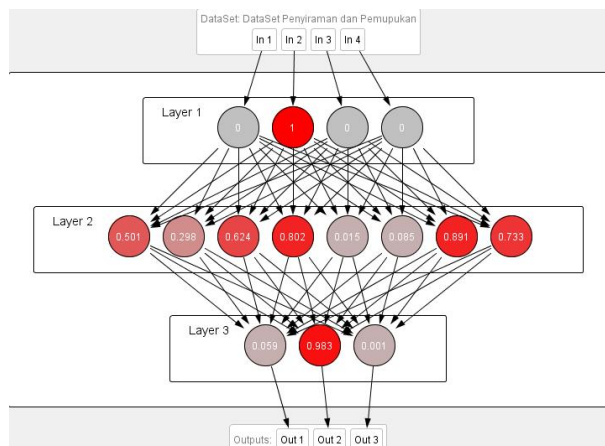 DataSet: DataSet Penyiraman dan Pemupukan
In 1 In 2 In 3 In 4
Layer 1
0 1 0 0
Layer 2
0.501 0.298 0.624 0.802 0.015 0.085 0.891 0.733
Layer 3
0.059 0.983 0.001
Outputs: Out 1 Out 2 Out 3